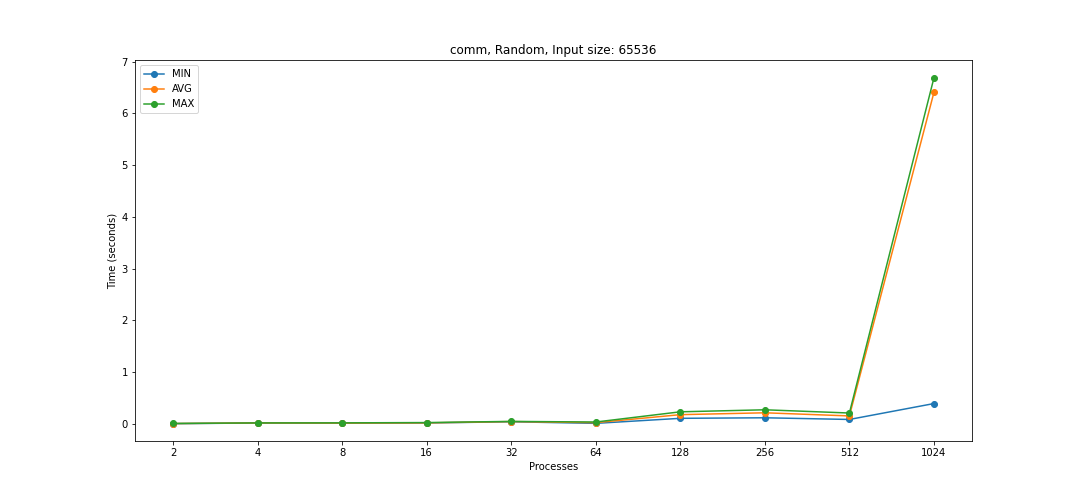 comm, Random, Input size: 65536
MIN
AVG
MAX
7
6
5
4
3
2
1
0
Time (seconds)
2 4 8 16 32 64 128 256 512 1024
Processes